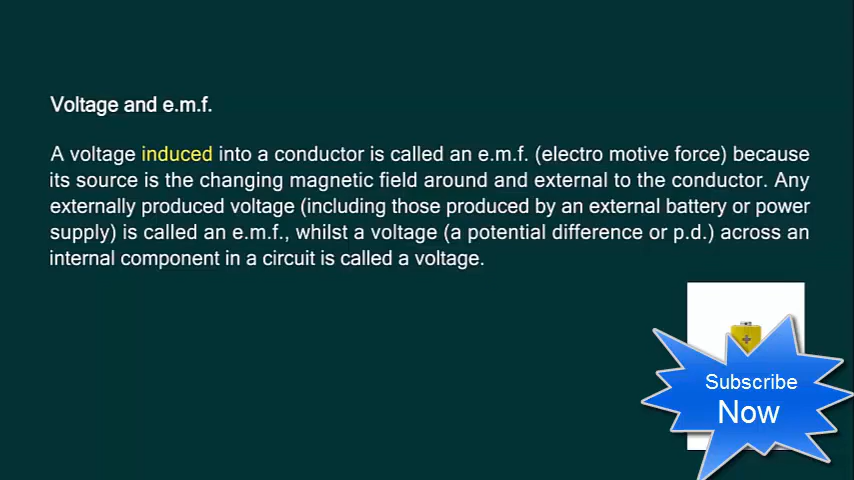 Voltage and e.m.f.
A voltage induced into a conductor is called an e.m.f. (electro motive force) because
its source is the changing magnetic field around and external to the conductor. Any
externally produced voltage (including those produced by an external battery or power
supply) is called an e.m.f., whilst a voltage (a potential difference or p.d.) across an
internal component in a circuit is called a voltage.
Subscribe
Now